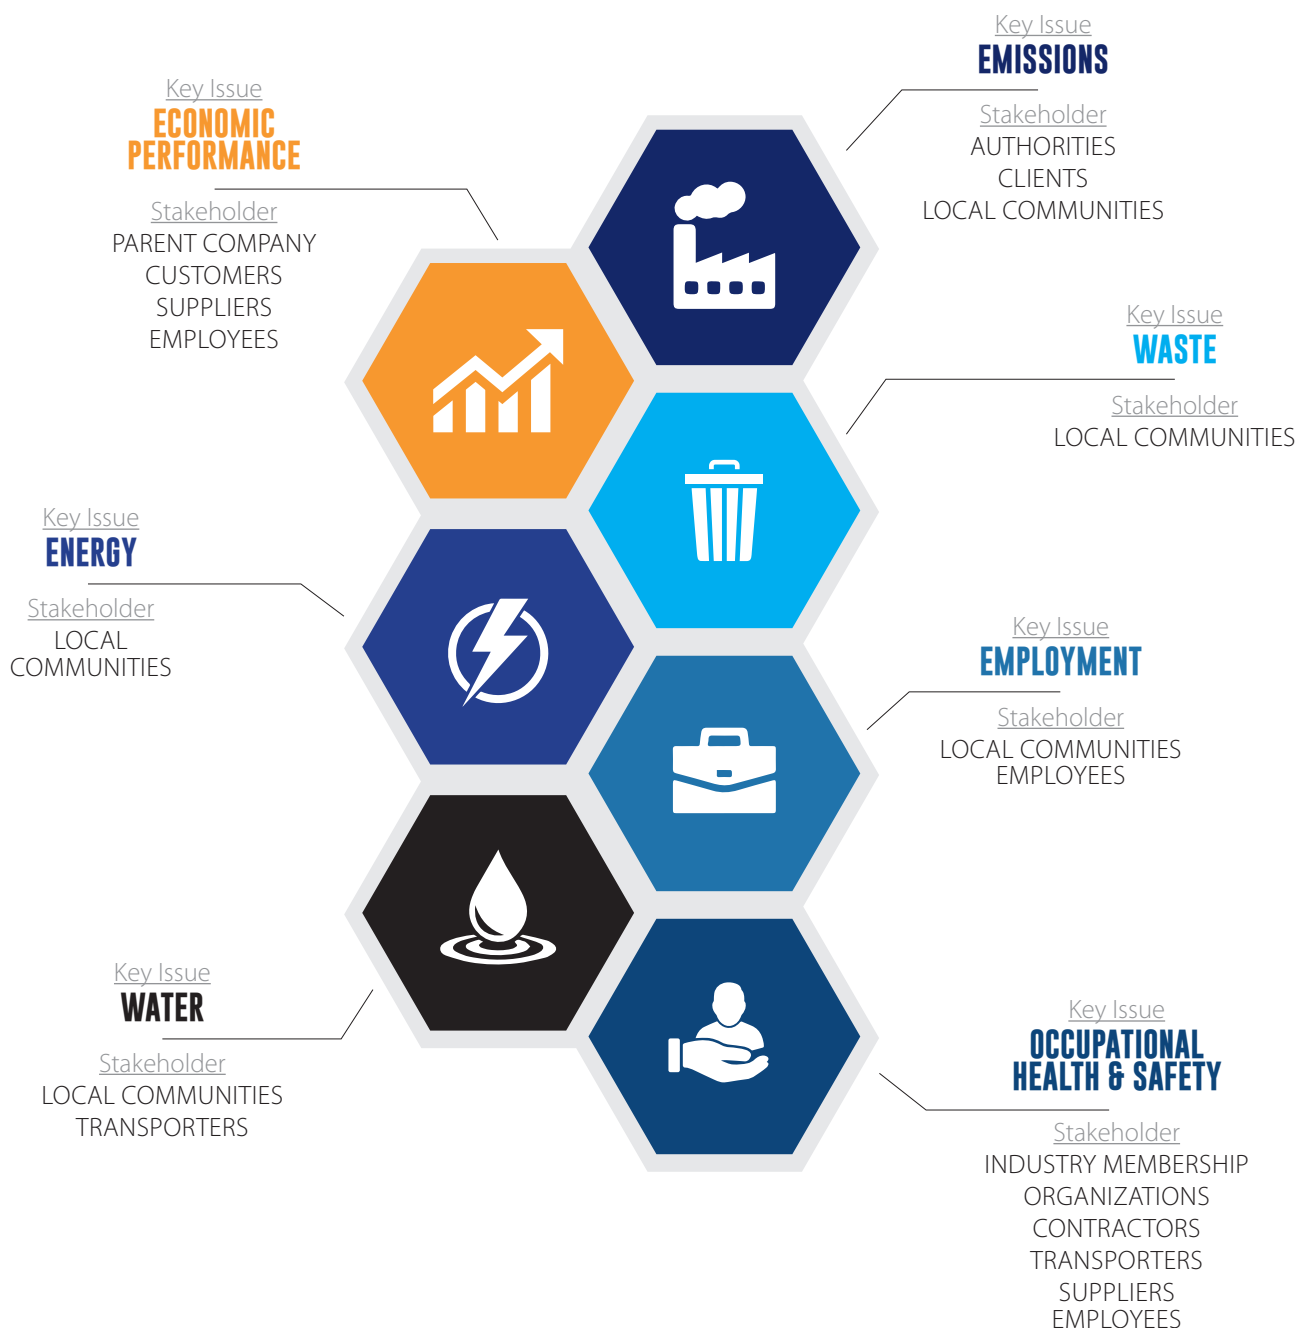 Key Issue
EMISSIONS
Stakeholder
AUTHORITIES
CLIENTS
LOCAL COMMUNITIES
Key Issue
ECONOMIC
PERFORMANCE
Stakeholder
PARENT COMPANY
CUSTOMERS
SUPPLIERS
EMPLOYEES
Key Issue
WASTE
Stakeholder
LOCAL COMMUNITIES
Key Issue
ENERGY
Stakeholder
LOCAL
COMMUNITIES
Key Issue
EMPLOYMENT
Stakeholder
LOCAL COMMUNITIES
EMPLOYEES
Key Issue
WATER
Stakeholder
LOCAL COMMUNITIES
TRANSPORTERS
Key Issue
OCCUPATIONAL
HEALTH & SAFETY
Stakeholder
INDUSTRY MEMBERSHIP
ORGANIZATIONS
CONTRACTORS
TRANSPORTERS
SUPPLIERS
EMPLOYEES